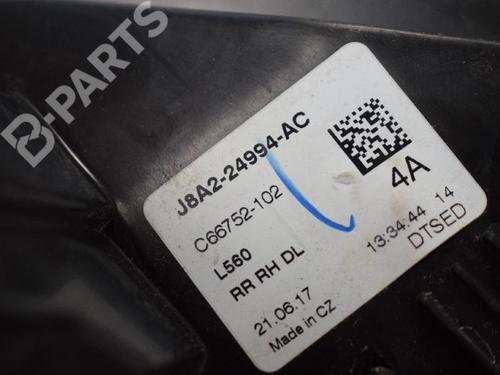 B-PARTS
J8A2-24994-AC
C66752-102
L560
RR RH DL
21.06.17
Made in CZ
4A
13:34:44 14
DTSED